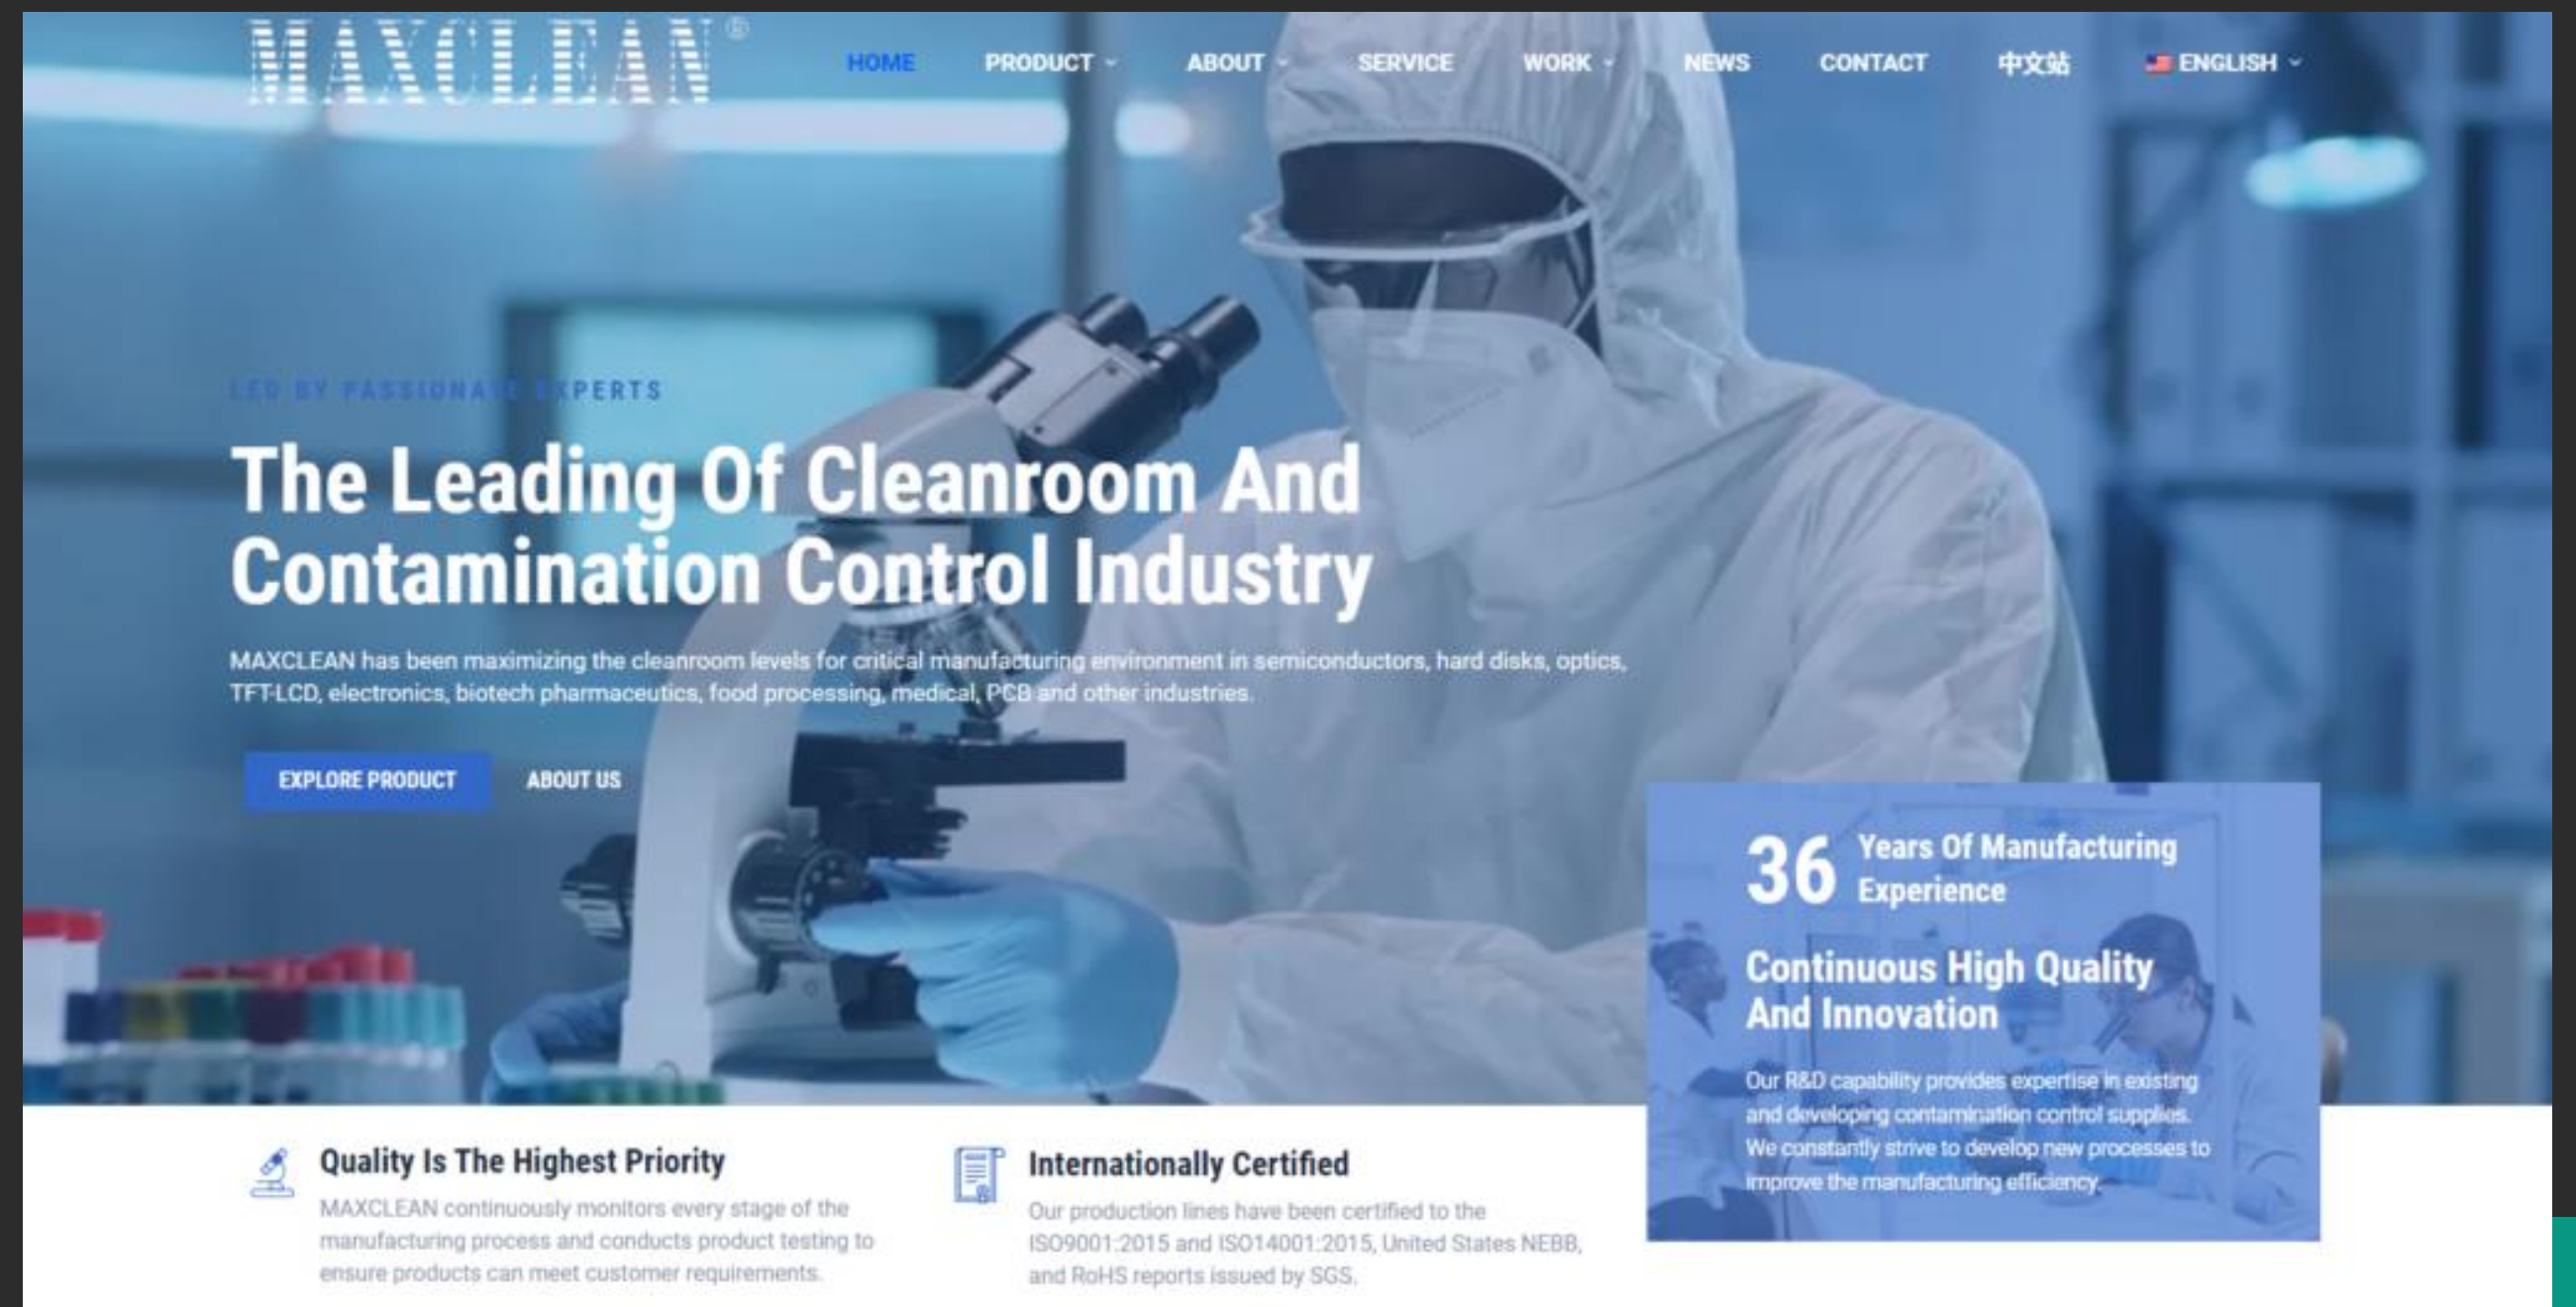 MAXCLEAN®
HOME PRODUCT ABOUT SERVICE WORK NEWS CONTACT 中文站 ENGLISH
LED BY PASSIONATE EXPERTS
The Leading Of Cleanroom And
Contamination Control Industry
MAXCLEAN has been maximizing the cleanroom levels for critical manufacturing environment in semiconductors, hard disks, optics,
TFT-LCD, electronics, biotech pharmaceutics, food processing, medical, PCB and other industries.
EXPLORE PRODUCT ABOUT US
36 Years Of Manufacturing
Experience
Continuous High Quality
And Innovation
Our R&D capability provides expertise in existing
and developing contamination control supplies.
We constantly strive to develop new processes to
improve the manufacturing efficiency.
Quality Is The Highest Priority
MAXCLEAN continuously monitors every stage of the
manufacturing process and conducts product testing to
ensure products can meet customer requirements.
Internationally Certified
Our production lines have been certified to the
ISO9001:2015 and ISO14001:2015, United States NEBB,
and RoHS reports issued by SGS.